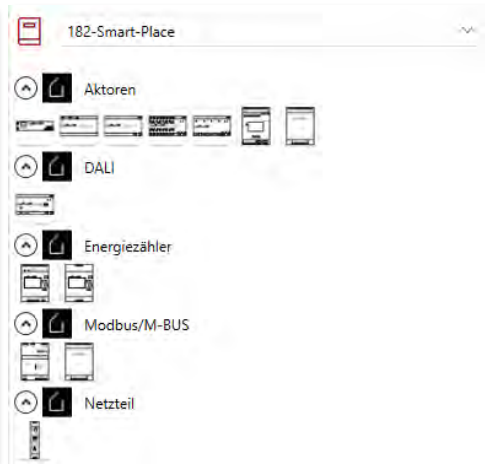 182-Smart-Place
Aktoren
DALI
Energiezähler
Modbus/M-BUS
Netzteil